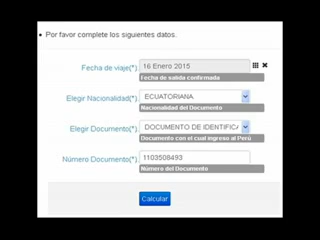 Por favor complete los siguientes datos.
Fecha de viaje(*). 16 Enero 2015
Fecha de salida confirmada
Elegir Nacionalidad(*). ECUATORIANA
Nacionalidad del Documento
Elegir Documento(*). DOCUMENTO DE IDENTIFICA
Documento con el cual ingreso al Perú
Número Documento(*). 1103508493
Número del Documento
Calcular